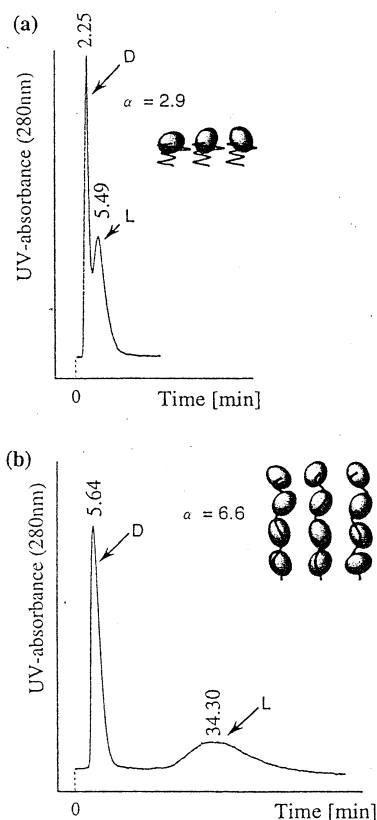 (a)
2.25
D
α = 2.9
5.49
L
UV-absorbance (280nm)
0
Time [min]
(b)
5.64
D
α = 6.6
34.30
L
UV-absorbance (280nm)
0
Time [min]